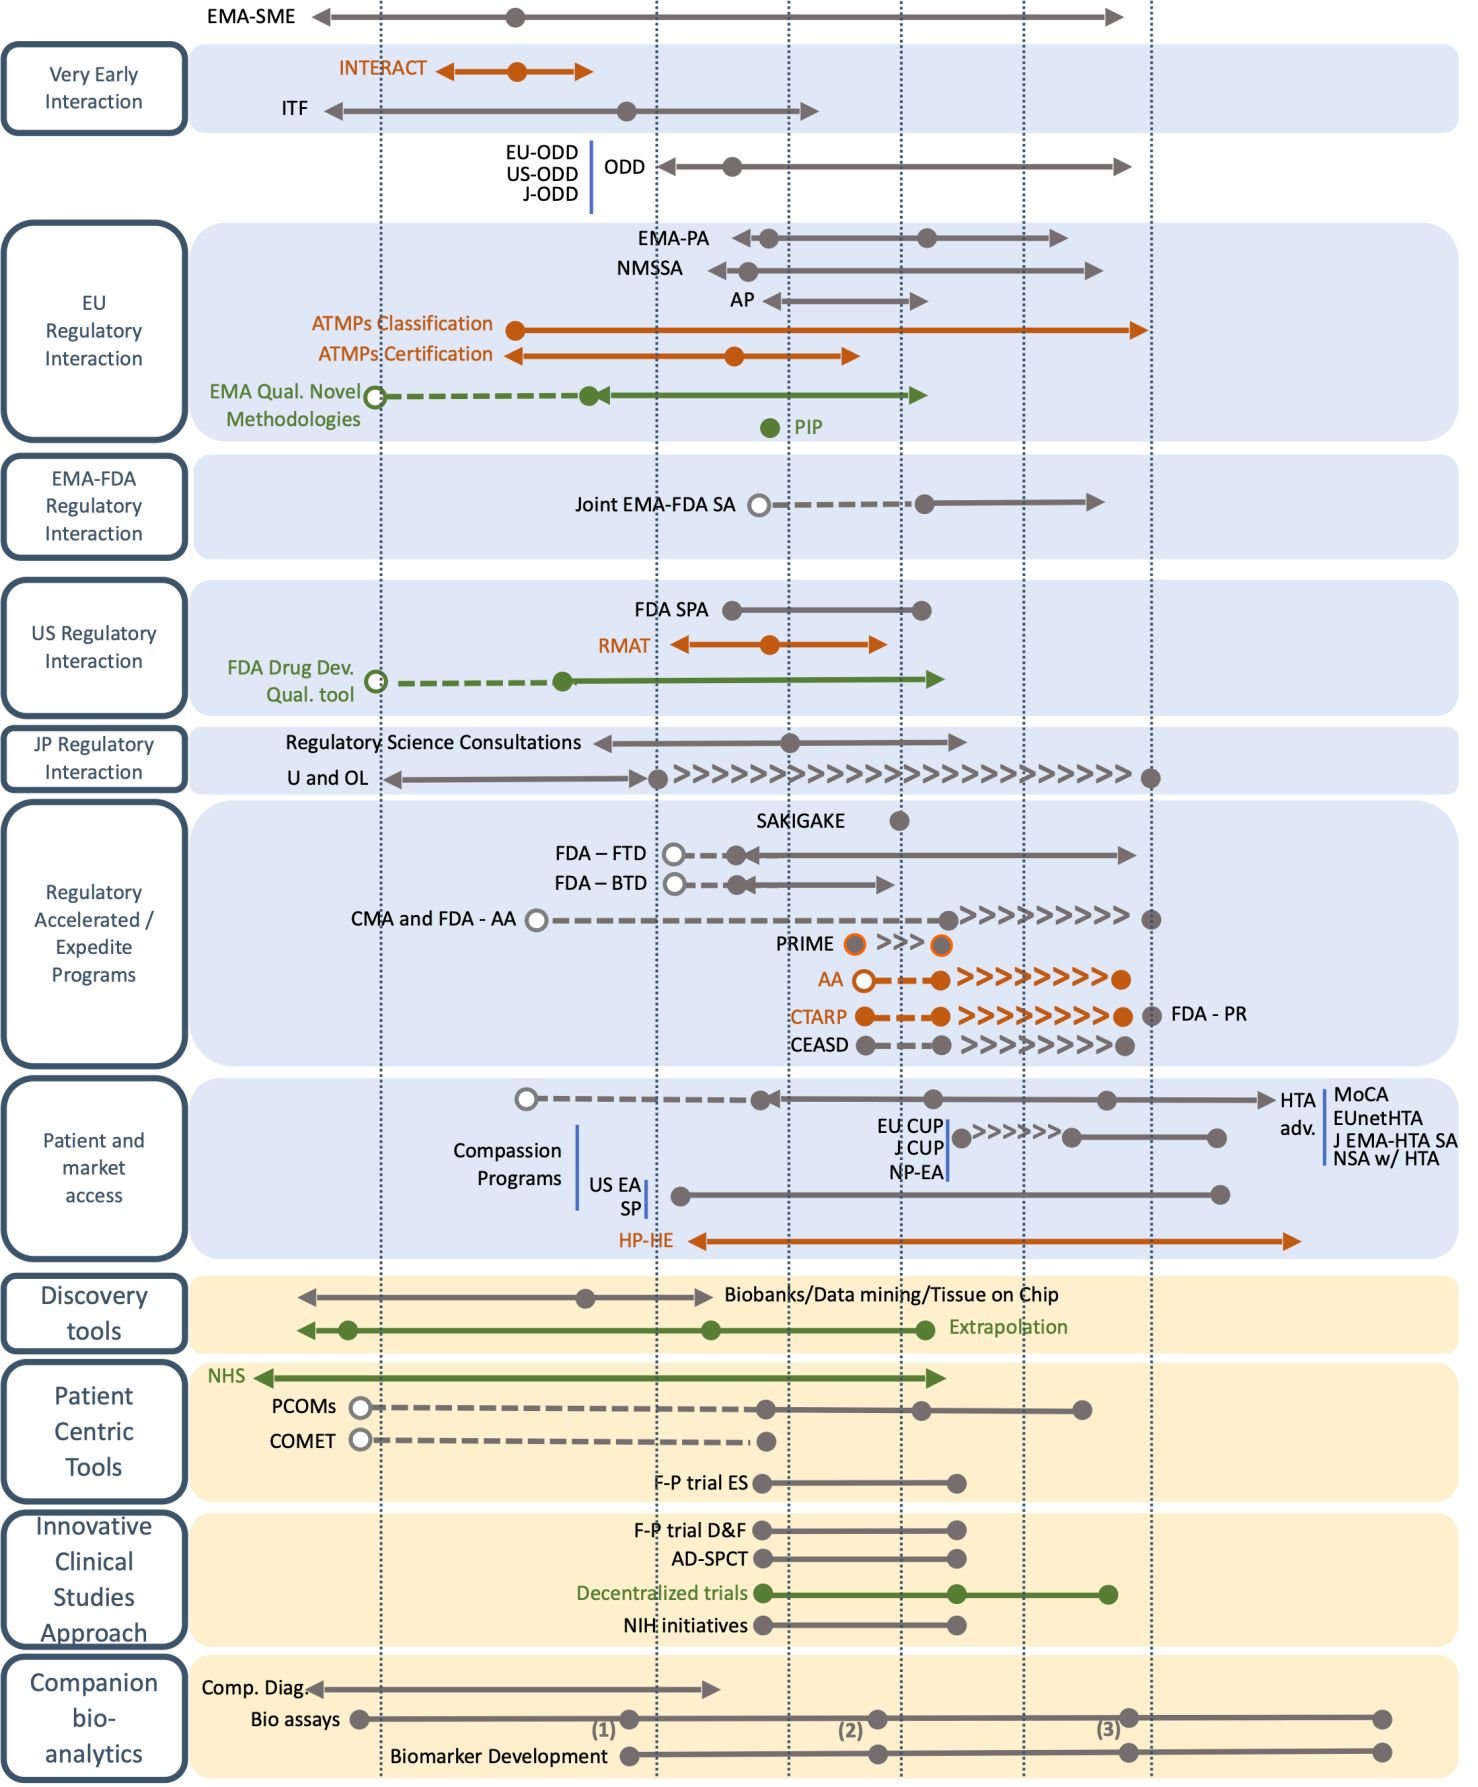 EMA-SME
Very Early
Interaction
INTERACT
ITF
EU-ODD
US-ODD
J-ODD
ODD
EU
Regulatory
Interaction
EMA-PA
NMSSA
AP
ATMPs Classification
ATMPs Certification
EMA Qual. Novel
Methodologies
PIP
EMA-FDA
Regulatory
Interaction
Joint EMA-FDA SA
US Regulatory
Interaction
FDA SPA
RMAT
FDA Drug Dev.
Qual. tool
JP Regulatory
Interaction
Regulatory Science Consultations
U and OL
>>>>>>>>>>>>>>>>>>>>>>>>
Regulatory
Accelerated /
Expedite
Programs
SAKIGAKE
FDA – FTD
FDA – BTD
CMA and FDA - AA
>>>>>>>>>
PRIME
>>>
AA
>>>>>>>>
CTARP
>>>>>>>>
FDA - PR
CEASD
>>>>>>>>
Patient and
market
access
HTA
adv.
MoCA
EUnetHTA
J EMA-HTA SA
NSA w/ HTA
Compassion
Programs
EU CUP
J CUP
NP-EA
>>>>>>
US EA
SP
HP-HE
Discovery
tools
Biobanks/Data mining/Tissue on Chip
Extrapolation
Patient
Centric
Tools
NHS
PCOMs
COMET
F-P trial ES
Innovative
Clinical
Studies
Approach
F-P trial D&F
AD-SPCT
Decentralized trials
NIH initiatives
Companion
bio-
analytics
Comp. Diag.
Bio assays
(1)
(2)
(3)
Biomarker Development